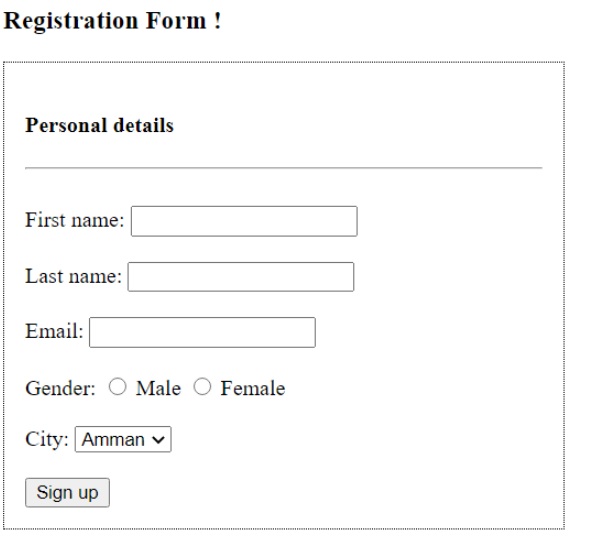 Registration Form !
Personal details
First name:
Last name:
Email:
Gender: Male Female
City: Amman
Sign up